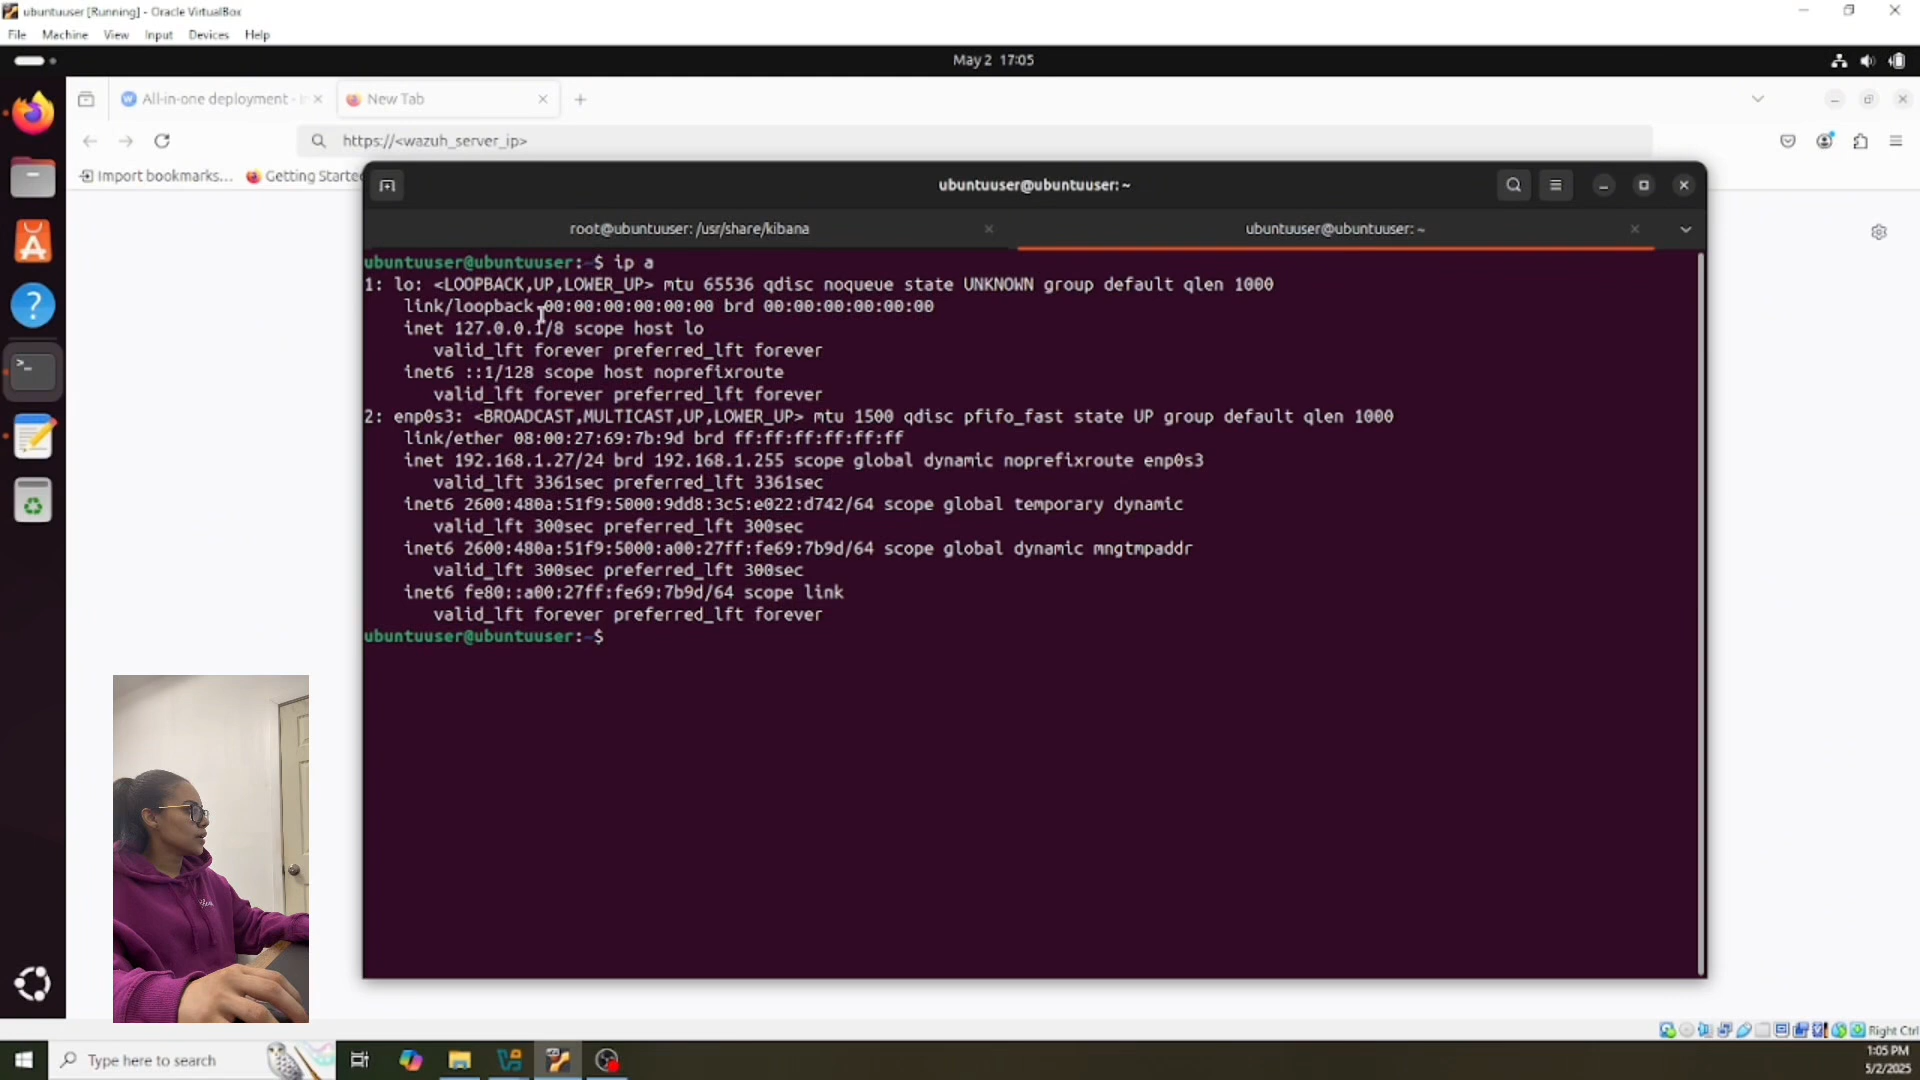 ubuntuuser [Running] - Oracle VirtualBox
File Machine View Input Devices Help
May 2 17:05
All-in-one deployment - In
New Tab
https://<wazuh_server_ip>
Import bookmarks...
Getting Starte
ubuntuuser@ubuntuuser: ~
root@ubuntuuser: /usr/share/kibana
ubuntuuser@ubuntuuser: ~
ubuntuuser@ubuntuuser:~$ ip a
1: lo: <LOOPBACK,UP,LOWER_UP> mtu 65536 qdisc noqueue state UNKNOWN group default qlen 1000
link/loopback 00:00:00:00:00:00 brd 00:00:00:00:00:00
inet 127.0.0.1/8 scope host lo
valid_lft forever preferred_lft forever
inet6 ::1/128 scope host noprefixroute
valid_lft forever preferred_lft forever
2: enp0s3: <BROADCAST,MULTICAST,UP,LOWER_UP> mtu 1500 qdisc pfifo_fast state UP group default qlen 1000
link/ether 08:00:27:69:7b:9d brd ff:ff:ff:ff:ff:ff
inet 192.168.1.27/24 brd 192.168.1.255 scope global dynamic noprefixroute enp0s3
valid_lft 3361sec preferred_lft 3361sec
inet6 2600:480a:51f9:5000:9dd8:3c5:e022:d742/64 scope global temporary dynamic
valid_lft 300sec preferred_lft 300sec
inet6 2600:480a:51f9:5000:a00:27ff:fe69:7b9d/64 scope global dynamic mngtmpaddr
valid_lft 300sec preferred_lft 300sec
inet6 fe80::a00:27ff:fe69:7b9d/64 scope link
valid_lft forever preferred_lft forever
ubuntuuser@ubuntuuser:~$
Right Ctrl
Type here to search
1:05 PM
5/2/2025